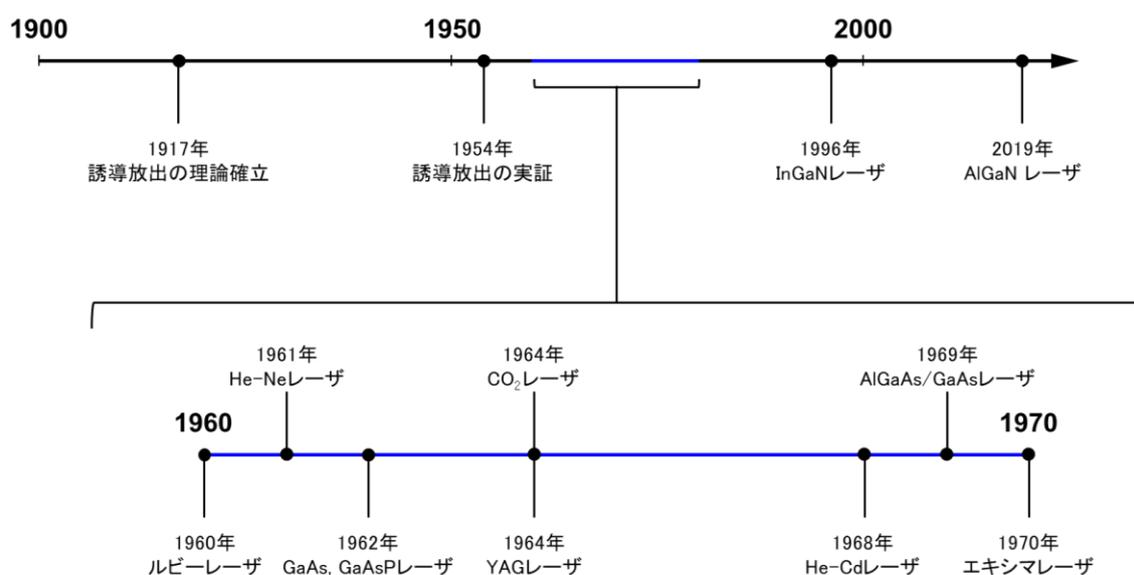 1900
1950
2000
1917年
誘導放出の理論確立
1954年
誘導放出の実証
1996年
InGaNレーザ
2019年
AlGaN レーザ
1961年
He-Neレーザ
1964年
CO₂レーザ
1969年
AlGaAs/GaAsレーザ
1960
1970
1960年
ルビーレーザ
1962年
GaAs, GaAsPレーザ
1964年
YAGレーザ
1968年
He-Cdレーザ
1970年
エキシマレーザ